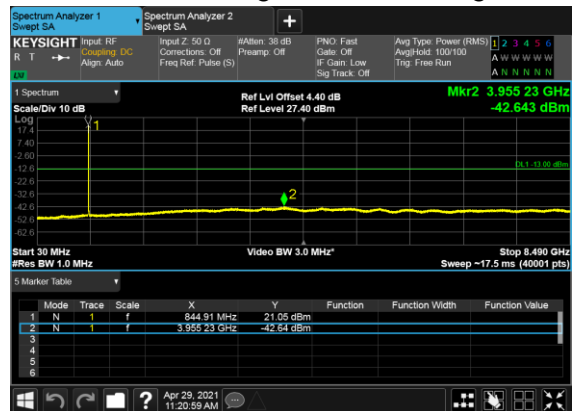 Spectrum Analyzer 1
Swept SA
Spectrum Analyzer 2
Swept SA
+
KEYSIGHT
R T
Input: RF
Coupling: DC
Align: Auto
Input Z: 50 Ω
Corrections: Off
Freq Ref: Pulse (S)
#Atten: 38 dB
Preamp: Off
PNO: Fast
Gate: Off
IF Gain: Low
Sig Track: Off
Avg Type: Power (RMS)
Avg|Hold: 100/100
Trig: Free Run
1 2 3 4 5 6
A W W W W W
A N N N N N
1 Spectrum
Scale/Div 10 dB
Ref Lvl Offset 4.40 dB
Ref Level 27.40 dBm
Mkr2 3.955 23 GHz
-42.643 dBm
Log
17.4
7.40
-2.60
-12.6
-22.6
-32.6
-42.6
-52.6
-62.6
1
2
DL1 -13.00 dBm
Start 30 MHz
#Res BW 1.0 MHz
Video BW 3.0 MHz*
Stop 8.490 GHz
Sweep ~17.5 ms (40001 pts)
5 Marker Table
Mode Trace Scale X Y Function Function Width Function Value
1 N 1 f 844.91 MHz 21.05 dBm
2 N 1 f 3.955 23 GHz -42.64 dBm
3
4
5
6
?
Apr 29, 2021
11:20:59 AM